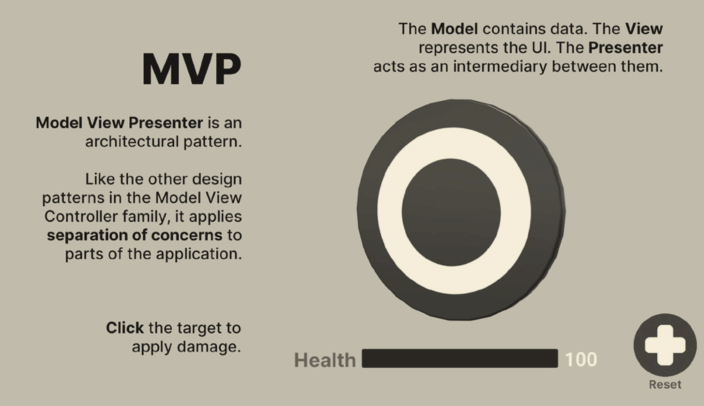 MVP
Model View Presenter is an
architectural pattern.
Like the other design
patterns in the Model View
Controller family, it applies
separation of concerns to
parts of the application.
Click the target to
apply damage.
The Model contains data. The View
represents the UI. The Presenter
acts as an intermediary between them.
Health
100
Reset